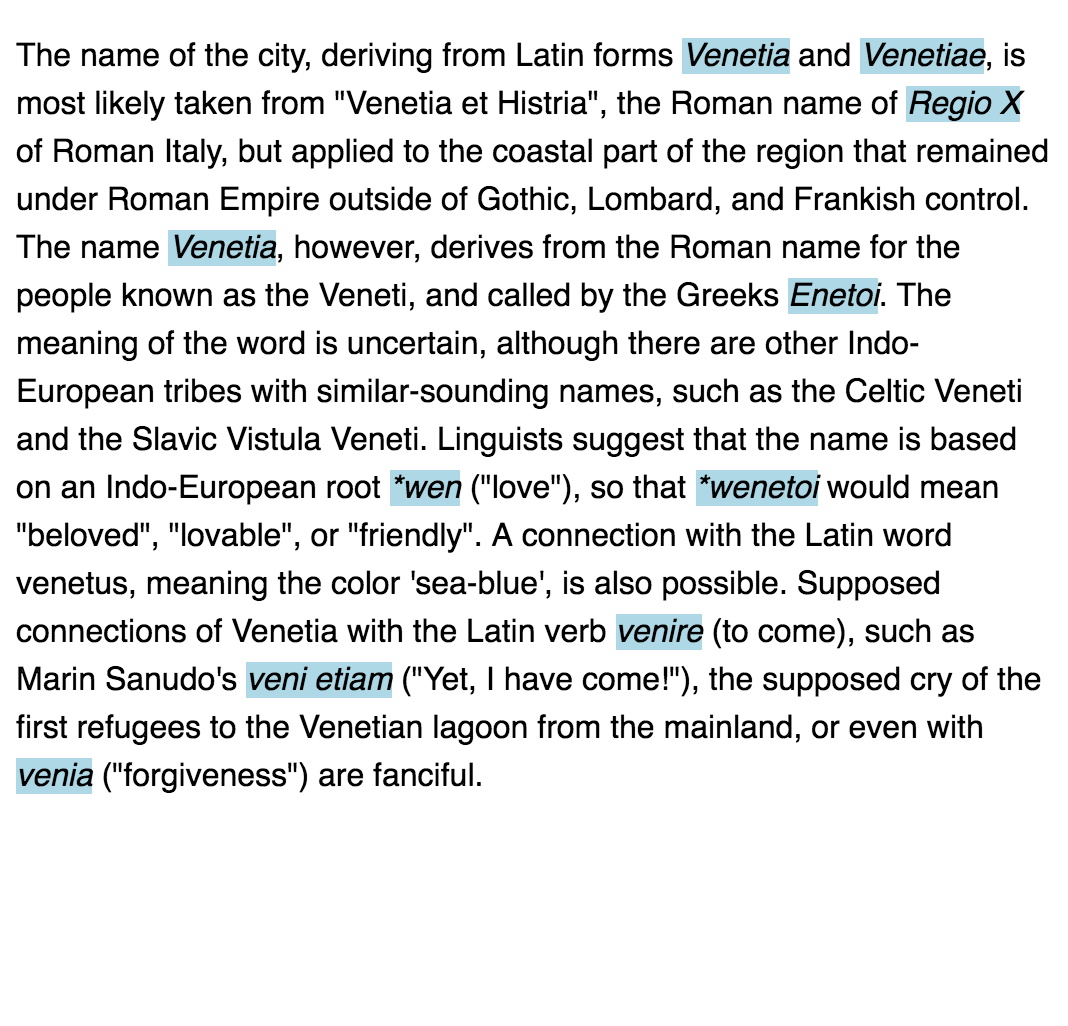 The name of the city, deriving from Latin forms Venetia and Venetiae, is
most likely taken from "Venetia et Histria", the Roman name of Regio X
of Roman Italy, but applied to the coastal part of the region that remained
under Roman Empire outside of Gothic, Lombard, and Frankish control.
The name Venetia, however, derives from the Roman name for the
people known as the Veneti, and called by the Greeks Enetoi. The
meaning of the word is uncertain, although there are other Indo-
European tribes with similar-sounding names, such as the Celtic Veneti
and the Slavic Vistula Veneti. Linguists suggest that the name is based
on an Indo-European root *wen ("love"), so that *wenetoi would mean
"beloved", "lovable", or "friendly". A connection with the Latin word
venetus, meaning the color 'sea-blue', is also possible. Supposed
connections of Venetia with the Latin verb venire (to come), such as
Marin Sanudo's veni etiam ("Yet, I have come!"), the supposed cry of the
first refugees to the Venetian lagoon from the mainland, or even with
venia ("forgiveness") are fanciful.